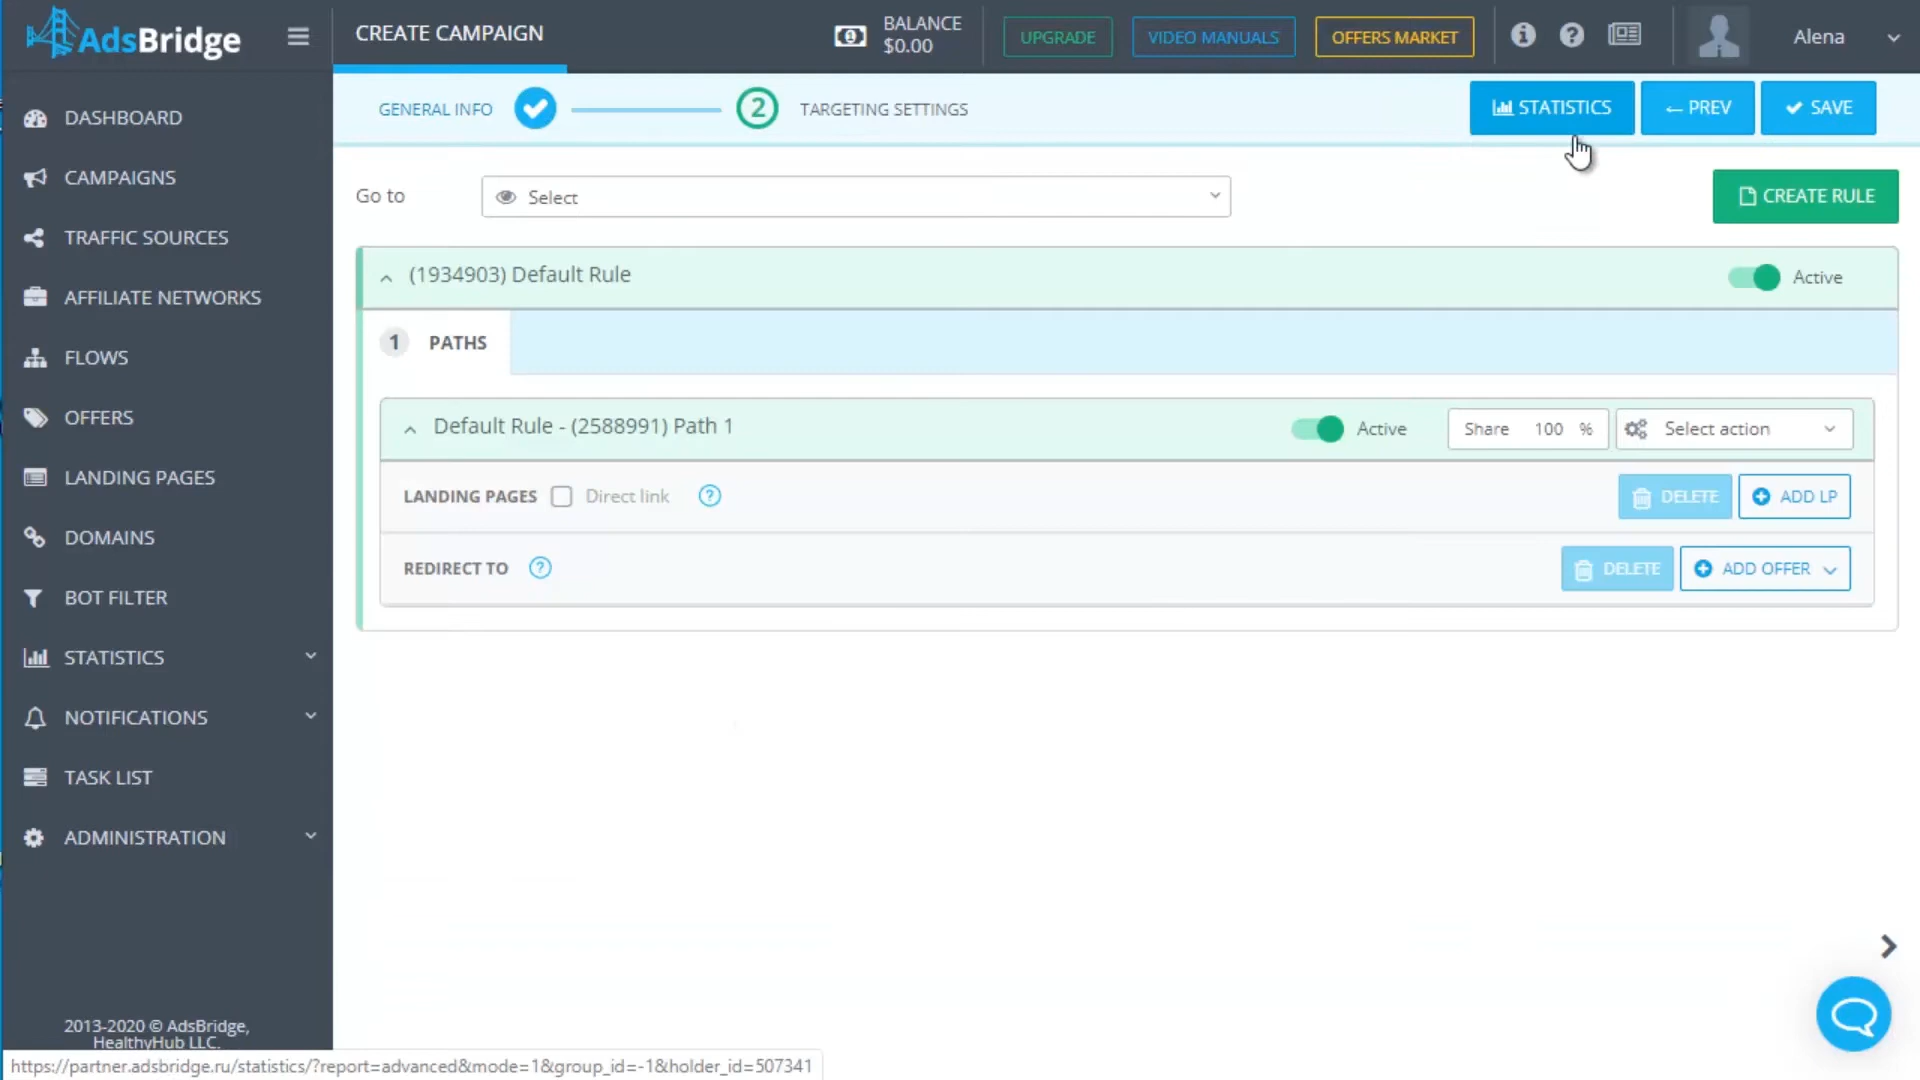 AdsBridge
CREATE CAMPAIGN
BALANCE
$0.00
UPGRADE
VIDEO MANUALS
OFFERS MARKET
Alena
GENERAL INFO
2
TARGETING SETTINGS
STATISTICS
← PREV
SAVE
DASHBOARD
CAMPAIGNS
TRAFFIC SOURCES
AFFILIATE NETWORKS
FLOWS
OFFERS
LANDING PAGES
DOMAINS
BOT FILTER
STATISTICS
NOTIFICATIONS
TASK LIST
ADMINISTRATION
Go to
Select
CREATE RULE
(1934903) Default Rule
Active
1 PATHS
Default Rule - (2588991) Path 1
Active
Share 100 %
Select action
LANDING PAGES
Direct link
?
DELETE
ADD LP
REDIRECT TO
?
DELETE
ADD OFFER
2013-2020 © AdsBridge,
HealthyHub LLC.
https://partner.adsbridge.ru/statistics/?report=advanced&mode=1&group_id=-1&holder_id=507341